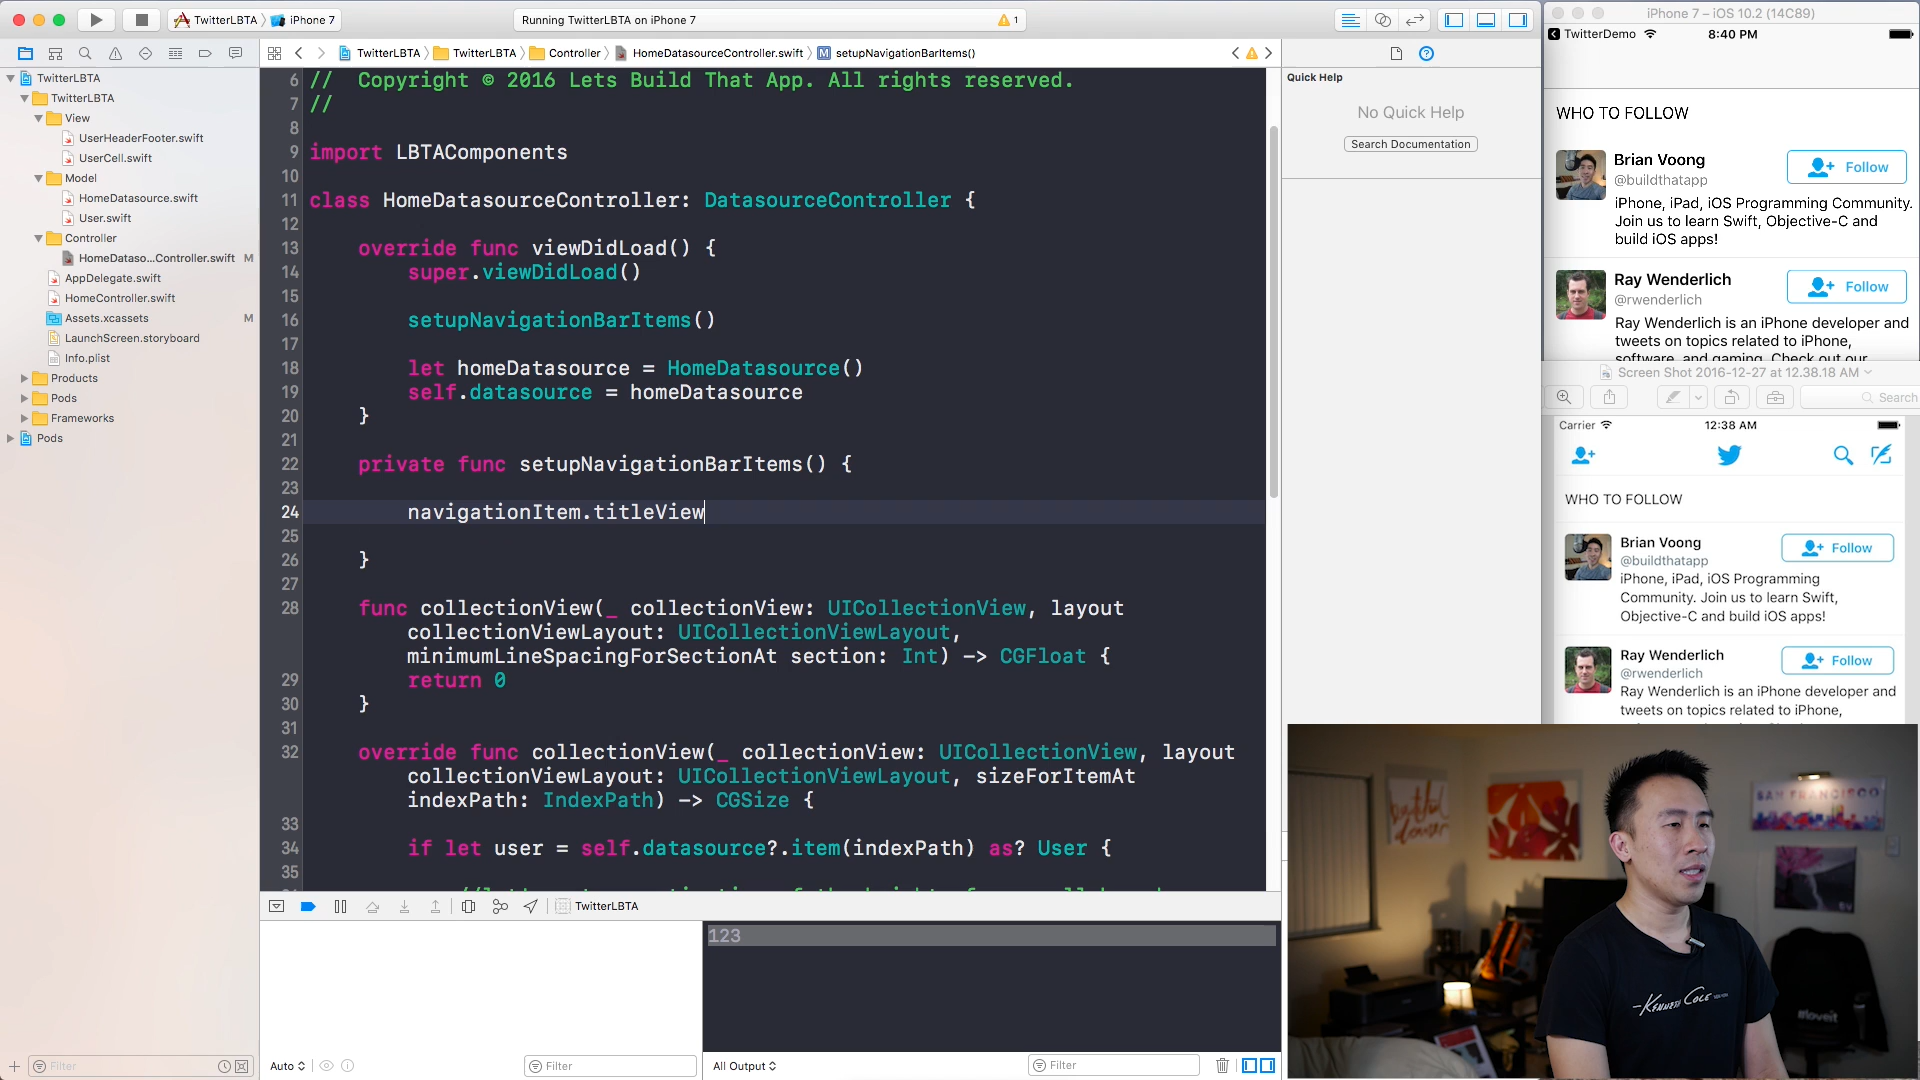 TwitterLBTA
iPhone 7
Running TwitterLBTA on iPhone 7
1
TwitterLBTA
TwitterLBTA
Controller
HomeDatasourceController.swift
M
setupNavigationBarItems()
TwitterLBTA
TwitterLBTA
View
UserHeaderFooter.swift
UserCell.swift
Model
HomeDatasource.swift
User.swift
Controller
HomeDataso...Controller.swift M
AppDelegate.swift
HomeController.swift
Assets.xcassets M
LaunchScreen.storyboard
Info.plist
Products
Pods
Frameworks
Pods
Filter
6 // Copyright © 2016 Lets Build That App. All rights reserved.
7 //
8
9 import LBTAComponents
10
11 class HomeDatasourceController: DatasourceController {
12
13 override func viewDidLoad() {
14 super.viewDidLoad()
15
16 setupNavigationBarItems()
17
18 let homeDatasource = HomeDatasource()
19 self.datasource = homeDatasource
20 }
21
22 private func setupNavigationBarItems() {
23
24 navigationItem.titleView
25
26 }
27
28 func collectionView(_ collectionView: UICollectionView, layout
collectionViewLayout: UICollectionViewLayout,
minimumLineSpacingForSectionAt section: Int) -> CGFloat {
29 return 0
30 }
31
32 override func collectionView(_ collectionView: UICollectionView, layout
collectionViewLayout: UICollectionViewLayout, sizeForItemAt
indexPath: IndexPath) -> CGSize {
33
34 if let user = self.datasource?.item(indexPath) as? User {
35
TwitterLBTA
123
Auto
Filter
All Output
Filter
Quick Help
No Quick Help
Search Documentation
iPhone 7 – iOS 10.2 (14C89)
TwitterDemo
8:40 PM
WHO TO FOLLOW
Brian Voong
@buildthatapp
Follow
iPhone, iPad, iOS Programming Community.
Join us to learn Swift, Objective-C and
build iOS apps!
Ray Wenderlich
@rwenderlich
Follow
Ray Wenderlich is an iPhone developer and
tweets on topics related to iPhone,
software, and gaming. Check out our
Screen Shot 2016-12-27 at 12.38.18 AM
Search
Carrier
12:38 AM
WHO TO FOLLOW
Brian Voong
@buildthatapp
Follow
iPhone, iPad, iOS Programming
Community. Join us to learn Swift,
Objective-C and build iOS apps!
Ray Wenderlich
@rwenderlich
Follow
Ray Wenderlich is an iPhone developer and
tweets on topics related to iPhone,
SAN FRANCISCO
KENNETH COLE
#loveit